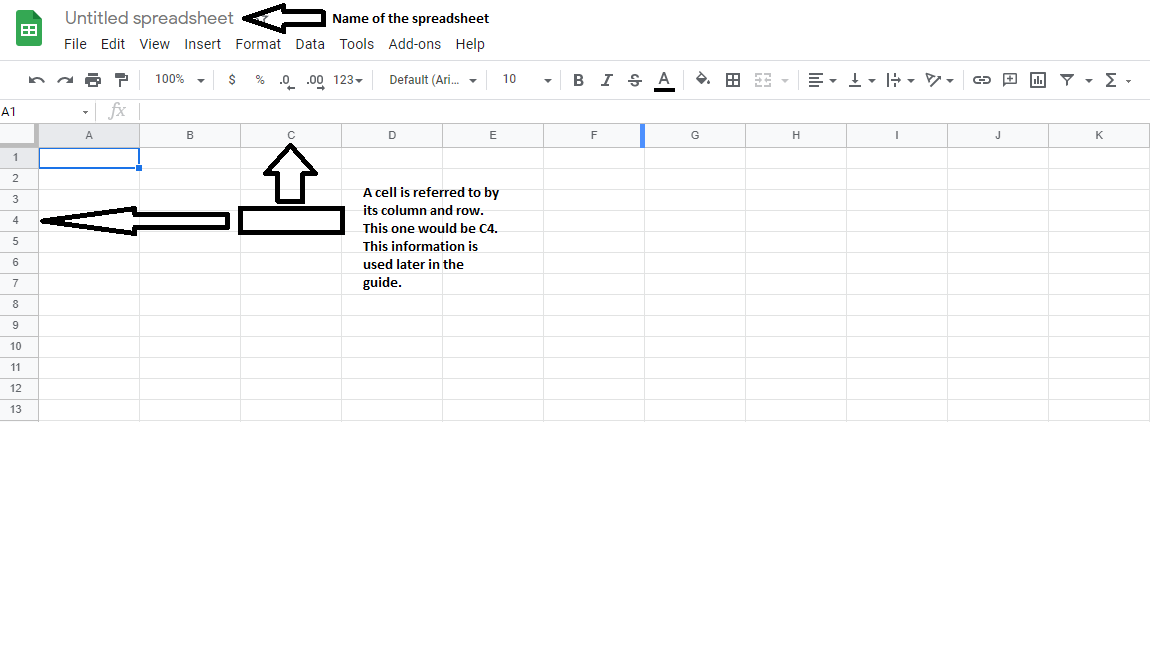 Untitled spreadsheet Name of the spreadsheet
File Edit View Insert Format Data Tools Add-ons Help
100% $ % .0 .00 123 Default (Ari... 10 B I S A
A1 fx
A B C D E F G H I J K
1
2
3
4
5
6
7
8
9
10
11
12
13
A cell is referred to by
its column and row.
This one would be C4.
This information is
used later in the
guide.